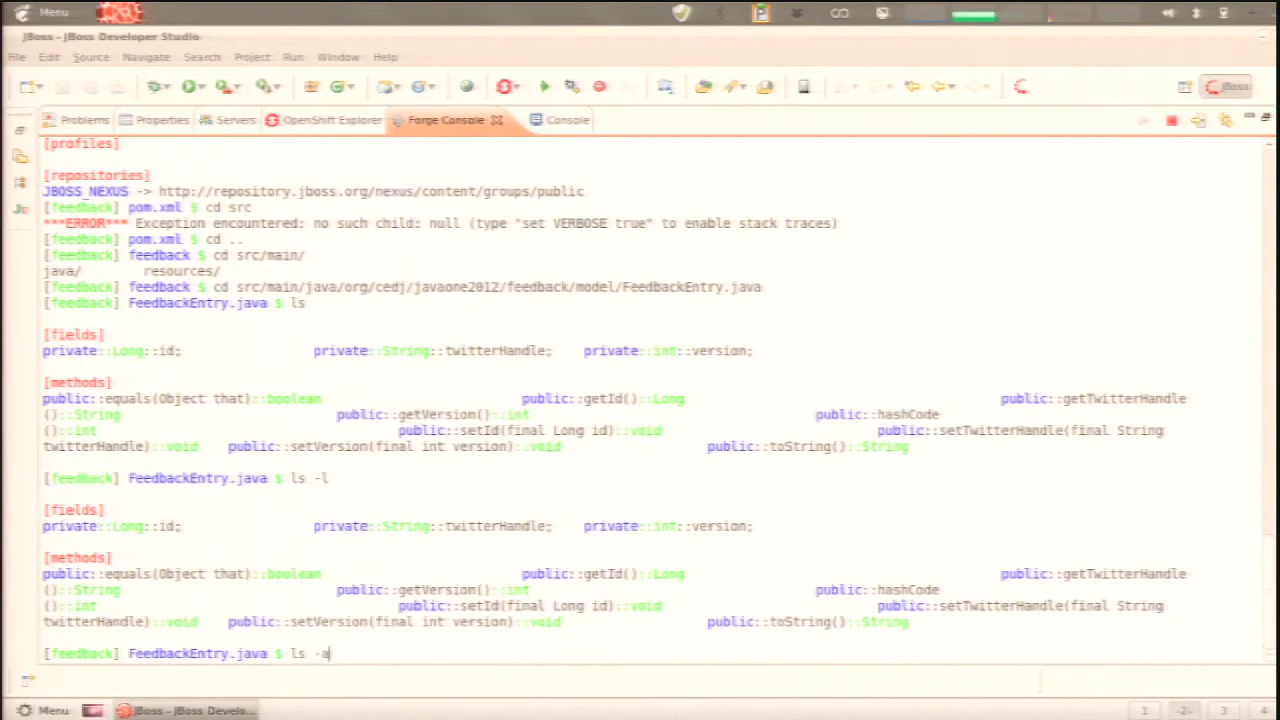 Menu
JBoss - JBoss Developer Studio
File Edit Source Navigate Search Project Run Window Help
JBoss
Problems Properties Servers OpenShift Explorer Forge Console Console
[profiles]
[repositories]
JBOSS_NEXUS -> http://repository.jboss.org/nexus/content/groups/public
[feedback] pom.xml $ cd src
***ERROR*** Exception encountered: no such child: null (type "set VERBOSE true" to enable stack traces)
[feedback] pom.xml $ cd ..
[feedback] feedback $ cd src/main/
java/ resources/
[feedback] feedback $ cd src/main/java/org/cedj/javaone2012/feedback/model/FeedbackEntry.java
[feedback] FeedbackEntry.java $ ls
[fields]
private::Long::id; private::String::twitterHandle; private::int::version;
[methods]
public::equals(Object that)::boolean public::getId()::Long public::getTwitterHandle
()::String public::getVersion()::int public::hashCode
()::int public::setId(final Long id)::void public::setTwitterHandle(final String
twitterHandle)::void public::setVersion(final int version)::void public::toString()::String
[feedback] FeedbackEntry.java $ ls -l
[fields]
private::Long::id; private::String::twitterHandle; private::int::version;
[methods]
public::equals(Object that)::boolean public::getId()::Long public::getTwitterHandle
()::String public::getVersion()::int public::hashCode
()::int public::setId(final Long id)::void public::setTwitterHandle(final String
twitterHandle)::void public::setVersion(final int version)::void public::toString()::String
[feedback] FeedbackEntry.java $ ls -a
Menu JBoss - JBoss Develo... 1 -2- 3 4